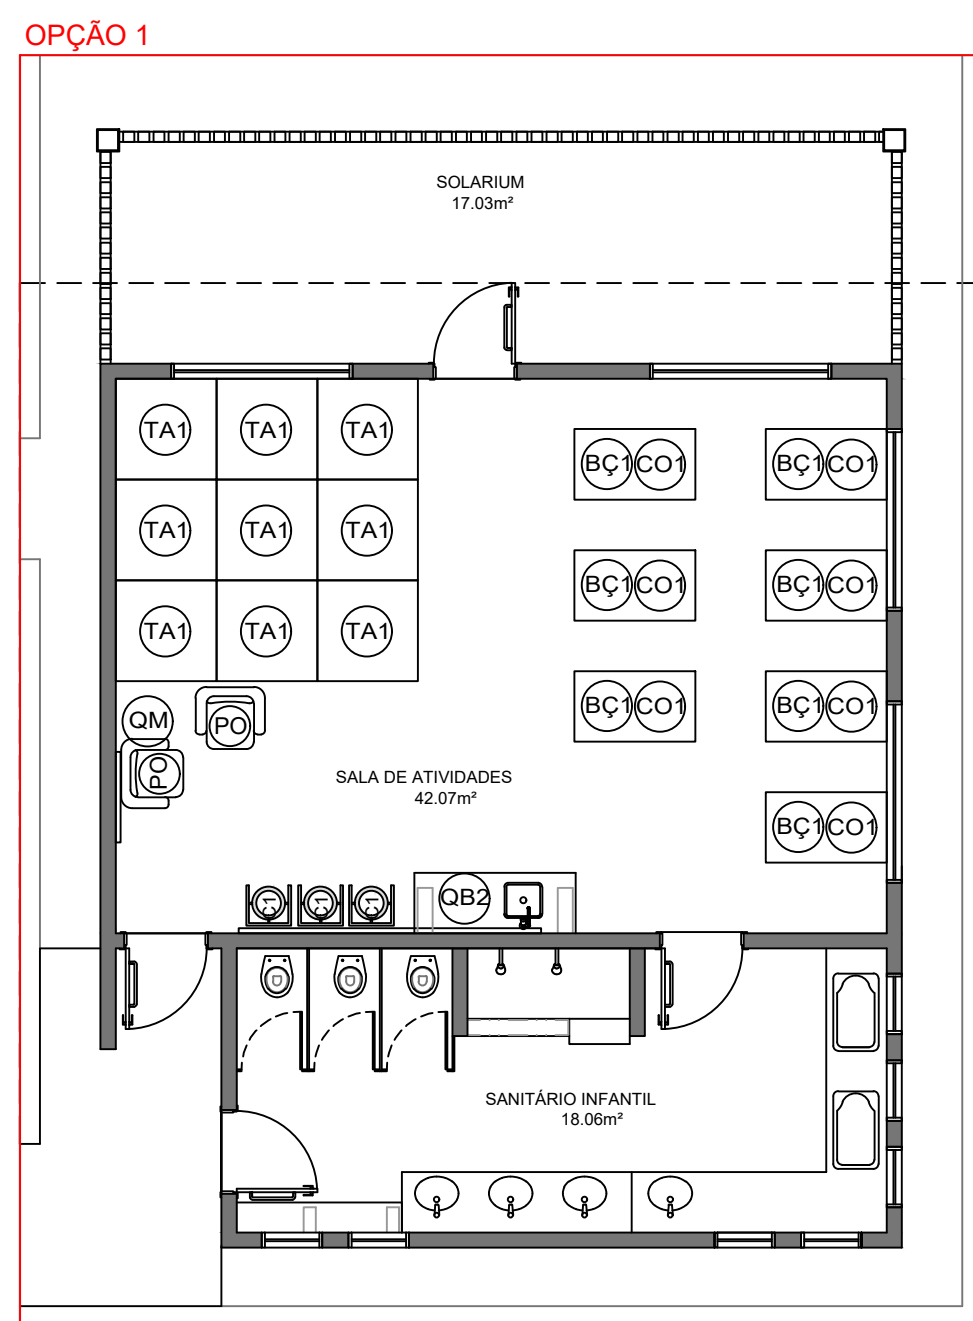 OPÇÃO 1
SOLARIUM
17.03m²
TA1 TA1 TA1
BÇ1 CO1 BÇ1 CO1
TA1 TA1 TA1
BÇ1 CO1 BÇ1 CO1
TA1 TA1 TA1
BÇ1 CO1 BÇ1 CO1
QM PO
PO
SALA DE ATIVIDADES
42.07m²
BÇ1 CO1
C1 C1 C1 QB2
SANITÁRIO INFANTIL
18.06m²